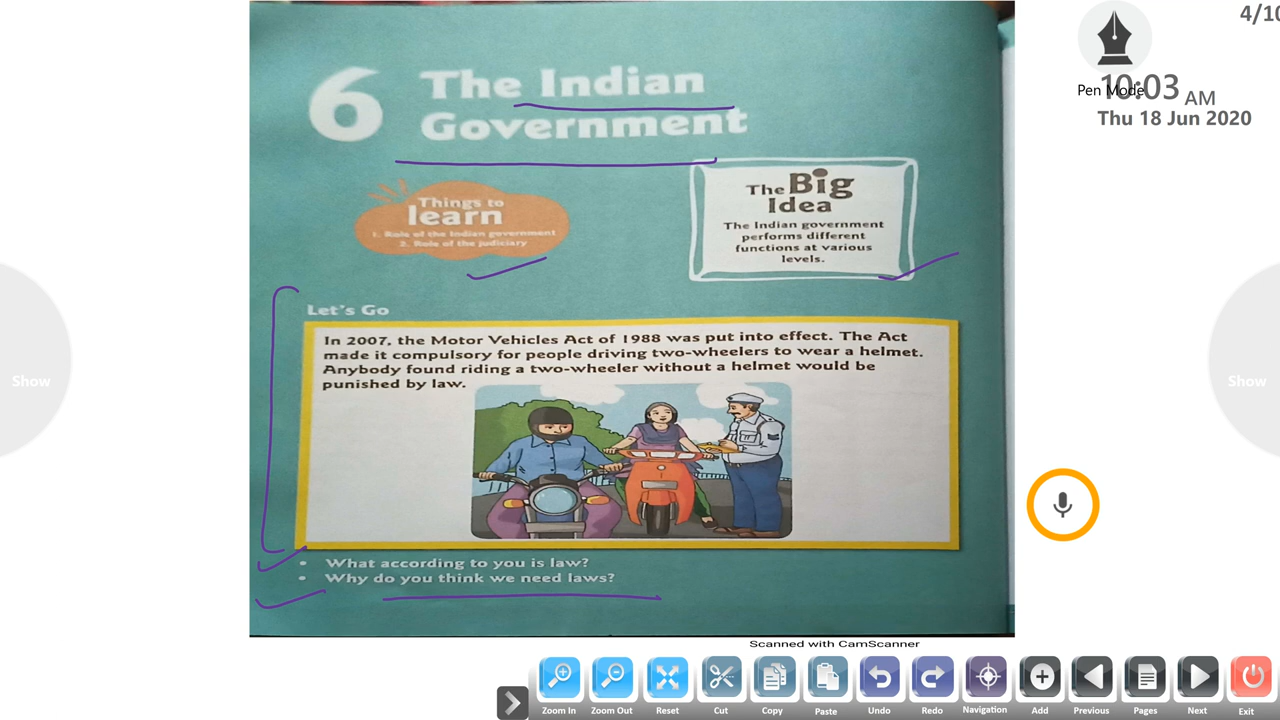 4/10
Pen Mode
10:03 AM
Thu 18 Jun 2020
6 The Indian
Government
Things to
learn
1. Role of the Indian government
2. Role of the judiciary
The Big
Idea
The Indian government
performs different
functions at various
levels.
Let's Go
In 2007, the Motor Vehicles Act of 1988 was put into effect. The Act
made it compulsory for people driving two-wheelers to wear a helmet.
Anybody found riding a two-wheeler without a helmet would be
punished by law.
Show
Show
• What according to you is law?
• Why do you think we need laws?
Scanned with CamScanner
Zoom In Zoom Out Reset Cut Copy Paste Undo Redo Navigation Add Previous Pages Next Exit